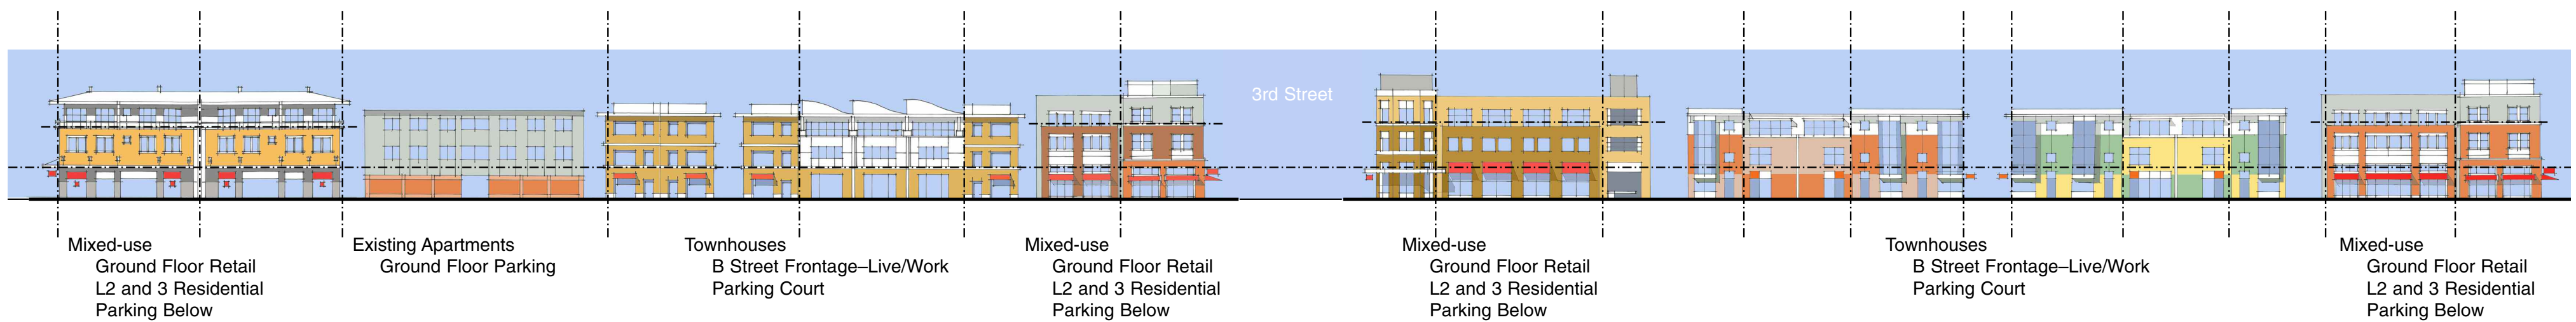 3rd Street
Mixed-use
Ground Floor Retail
L2 and 3 Residential
Parking Below
Existing Apartments
Ground Floor Parking
Townhouses
B Street Frontage–Live/Work
Parking Court
Mixed-use
Ground Floor Retail
L2 and 3 Residential
Parking Below
Mixed-use
Ground Floor Retail
L2 and 3 Residential
Parking Below
Townhouses
B Street Frontage–Live/Work
Parking Court
Mixed-use
Ground Floor Retail
L2 and 3 Residential
Parking Below